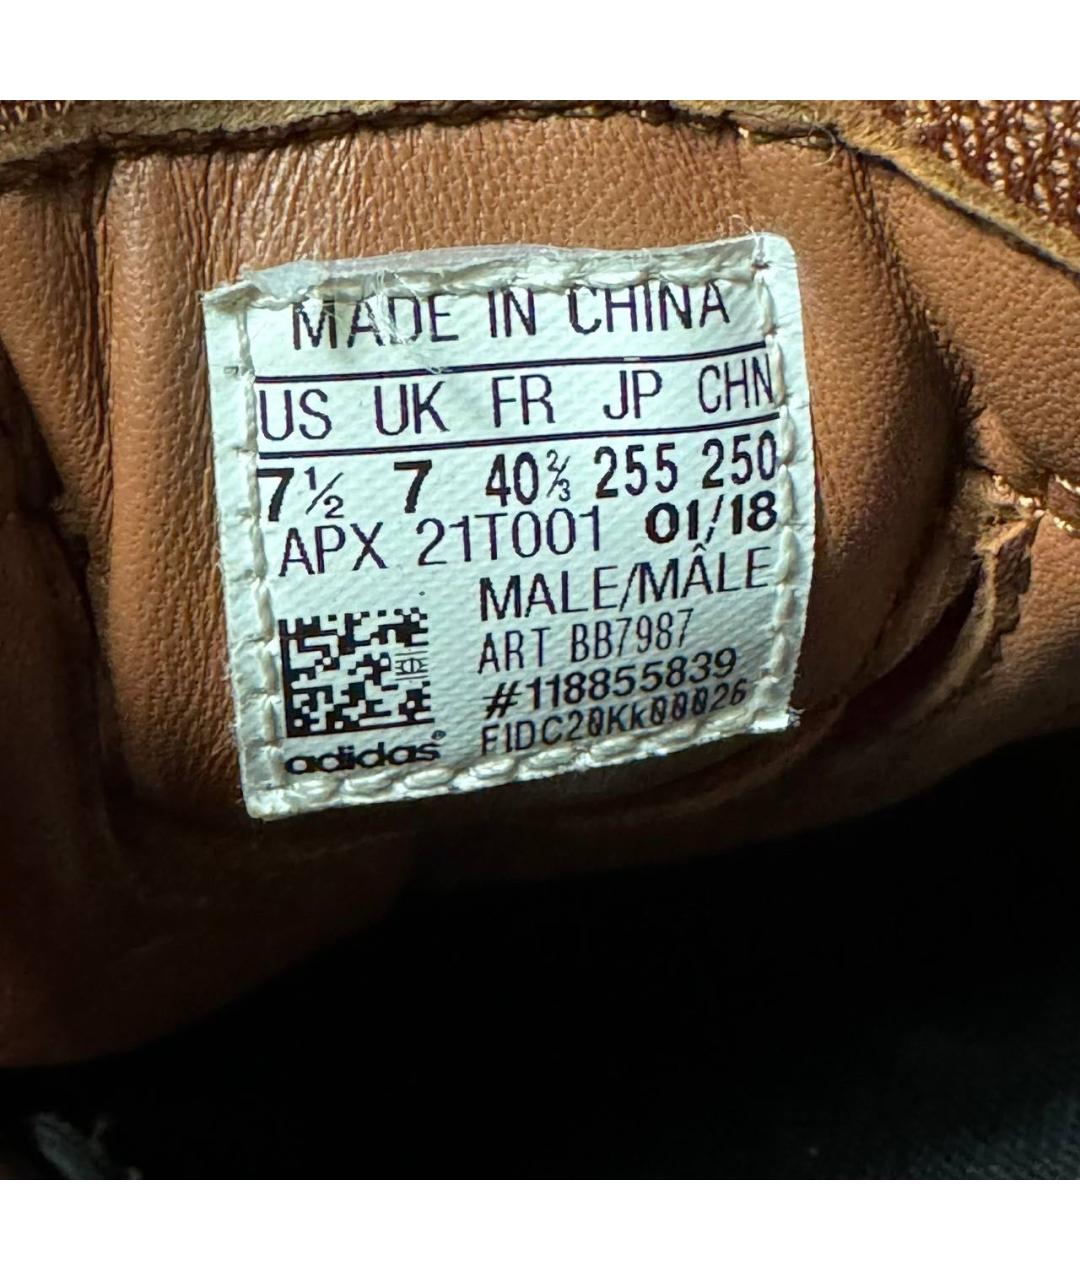 MADE IN CHINA
US UK FR JP CHN
7½ 7 40⅔ 255 250
APX 21T001 01/18
MALE/MÂLE
ART BB7987
#118855839
FIDC20Kk00026
adidas®